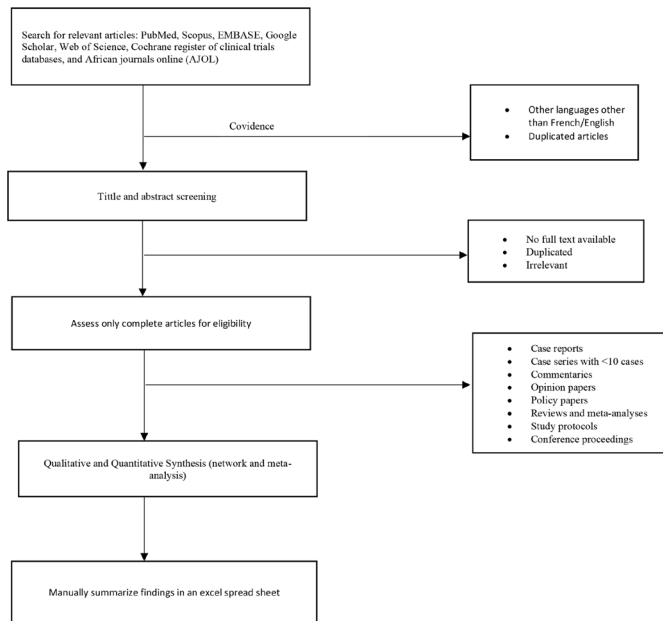 Search for relevant articles: PubMed, Scopus, EMBASE, Google
Scholar, Web of Science, Cochrane register of clinical trials
databases, and African journals online (AJOL)
Covidence
• Other languages other
than French/English
• Duplicated articles
Tittle and abstract screening
• No full text available
• Duplicated
• Irrelevant
Assess only complete articles for eligibility
• Case reports
• Case series with <10 cases
• Commentaries
• Opinion papers
• Policy papers
• Reviews and meta-analyses
• Study protocols
• Conference proceedings
Qualitative and Quantitative Synthesis (network and meta-
analysis)
Manually summarize findings in an excel spread sheet